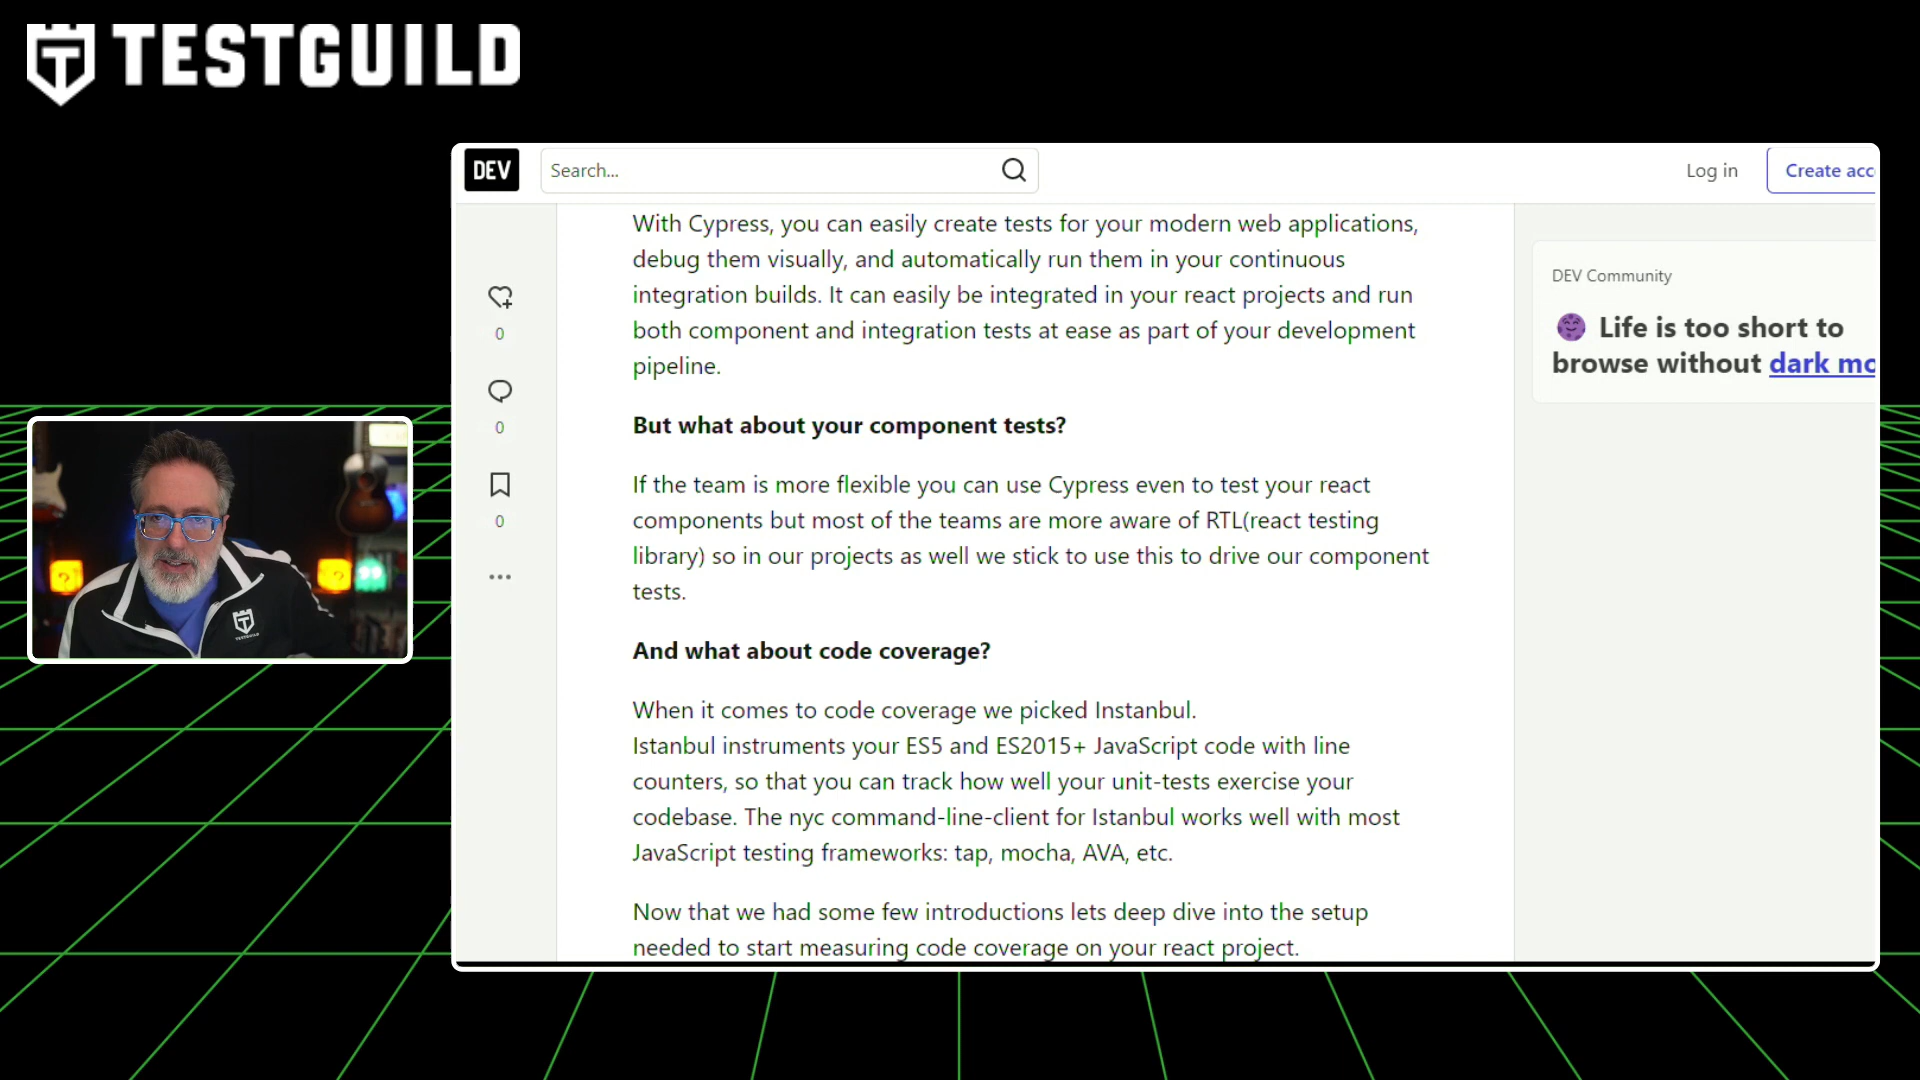 TESTGUILD
DEV
Search...
Log in
Create acc
With Cypress, you can easily create tests for your modern web applications,
debug them visually, and automatically run them in your continuous
integration builds. It can easily be integrated in your react projects and run
both component and integration tests at ease as part of your development
pipeline.
But what about your component tests?
If the team is more flexible you can use Cypress even to test your react
components but most of the teams are more aware of RTL(react testing
library) so in our projects as well we stick to use this to drive our component
tests.
And what about code coverage?
When it comes to code coverage we picked Instanbul.
Istanbul instruments your ES5 and ES2015+ JavaScript code with line
counters, so that you can track how well your unit-tests exercise your
codebase. The nyc command-line-client for Istanbul works well with most
JavaScript testing frameworks: tap, mocha, AVA, etc.
Now that we had some few introductions lets deep dive into the setup
needed to start measuring code coverage on your react project.
0
0
0
DEV Community
Life is too short to
browse without dark mo
TESTGUILD